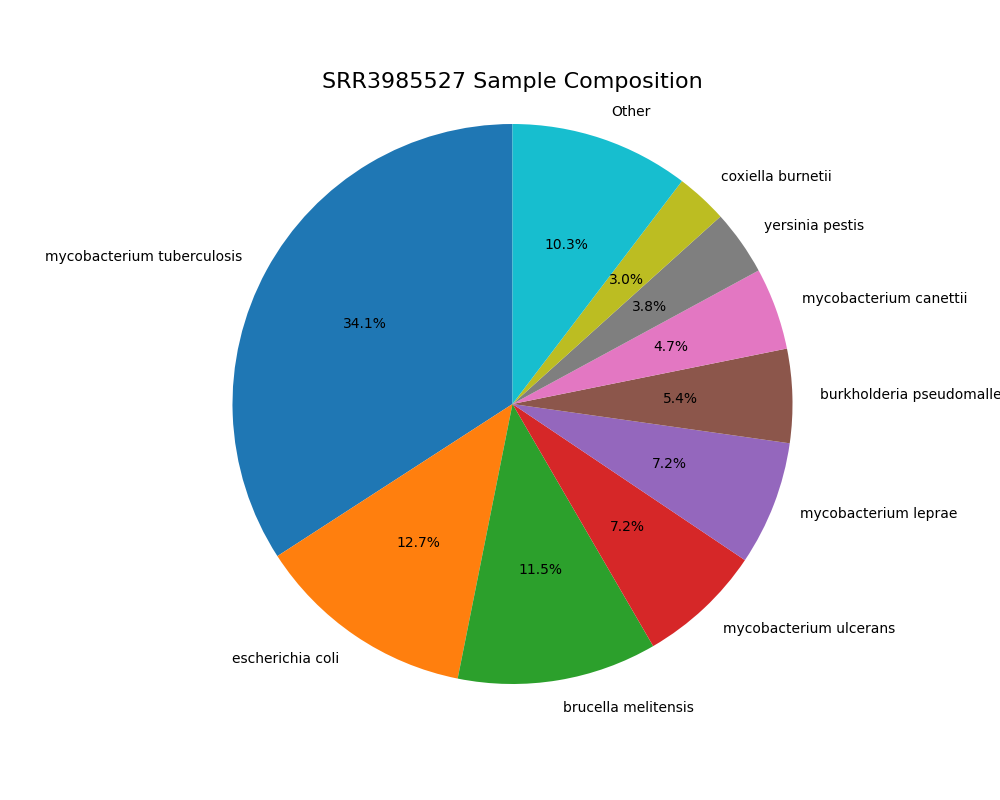 SRR3985527 Sample Composition
Other
coxiella burnetii
yersinia pestis
mycobacterium canettii
burkholderia pseudomalle
mycobacterium leprae
mycobacterium ulcerans
brucella melitensis
escherichia coli
mycobacterium tuberculosis
10.3%
3.0%
3.8%
4.7%
5.4%
7.2%
7.2%
11.5%
12.7%
34.1%